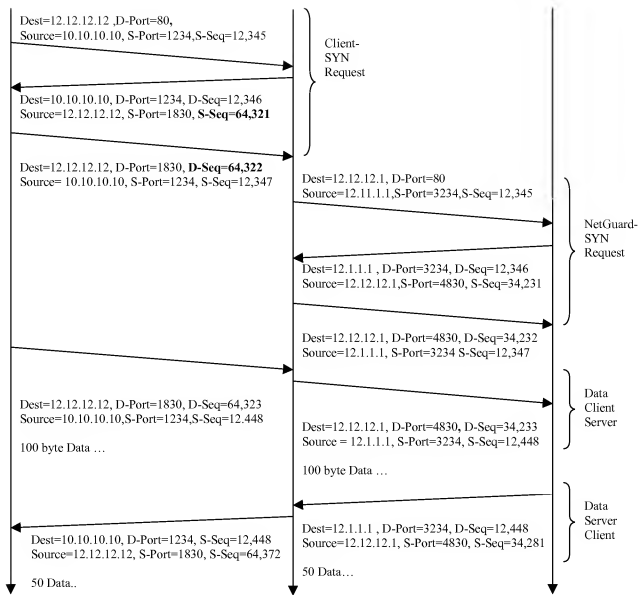 Dest=12.12.12.12 ,D-Port=80,
Source=10.10.10.10, S-Port=1234,S-Seq=12,345
Client-
SYN
Request
Dest=10.10.10.10, D-Port=1234, D-Seq=12,346
Source=12.12.12.12, S-Port=1830, S-Seq=64,321
Dest=12.12.12.12, D-Port=1830, D-Seq=64,322
Source= 10.10.10.10, S-Port=1234, S-Seq=12,347
Dest=12.12.12.1, D-Port=80
Source=12.11.1.1,S-Port=3234,S-Seq=12,345
NetGuard-
SYN
Request
Dest=12.1.1.1 , D-Port=3234, D-Seq=12,346
Source=12.12.12.1,S-Port=4830, S-Seq=34,231
Dest=12.12.12.1, D-Port=4830, D-Seq=34,232
Source=12.1.1.1, S-Port=3234 S-Seq=12,347
Dest=12.12.12.12, D-Port=1830, D-Seq=64,323
Source=10.10.10.10,S-Port=1234,S-Seq=12.448
100 byte Data ...
Dest=12.12.12.1, D-Port=4830, D-Seq=34,233
Source = 12.1.1.1, S-Port=3234, S-Seq=12,448
100 byte Data ...
Data
Client
Server
Dest=12.1.1.1 , D-Port=3234, D-Seq=12,448
Source=12.12.12.1, S-Port=4830, S-Seq=34,281
50 Data...
Data
Server
Client
Dest=10.10.10.10, D-Port=1234, S-Seq=12,448
Source=12.12.12.12, S-Port=1830, S-Seq=64,372
50 Data..